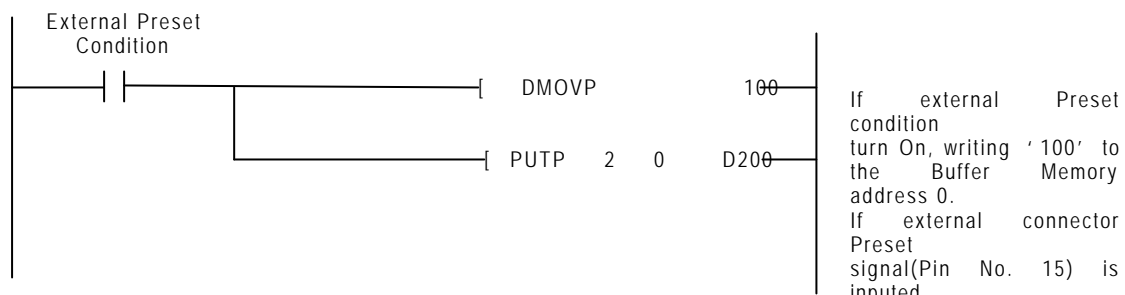 External Preset
Condition
[ DMOVP 100
[ PUTP 2 0 D200
If external Preset
condition
turn On, writing ‘100’ to
the Buffer Memory
address 0.
If external connector
Preset
signal(Pin No. 15) is
inputed